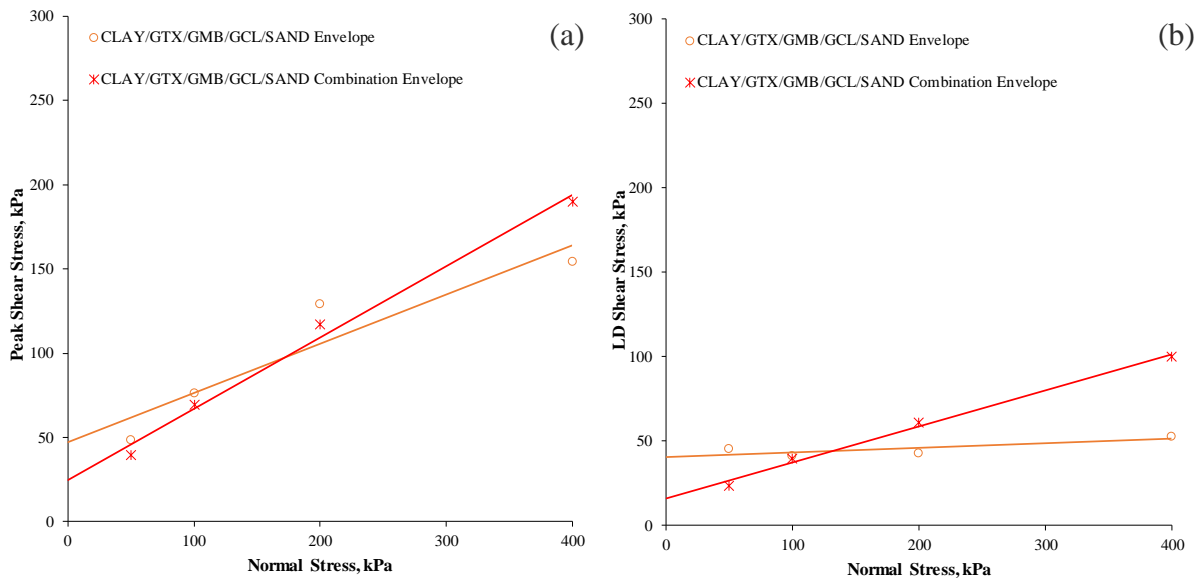 (a)
CLAY/GTX/GMB/GCL/SAND Envelope
CLAY/GTX/GMB/GCL/SAND Combination Envelope
Peak Shear Stress, kPa
300
250
200
150
100
50
0
0 100 200 300 400
Normal Stress, kPa
(b)
CLAY/GTX/GMB/GCL/SAND Envelope
CLAY/GTX/GMB/GCL/SAND Combination Envelope
LD Shear Stress, kPa
300
250
200
150
100
50
0
0 100 200 300 400
Normal Stress, kPa